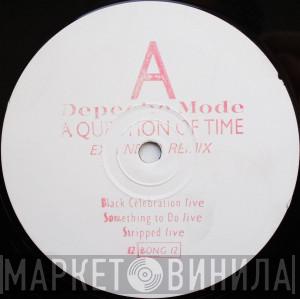 A
Depeche Mode
A QUESTION OF TIME
EXTENDED REMIX
Black Celebration live
Something to Do live
Stripped live
12 BONG 12
МАРКЕТ ВИНИЛА